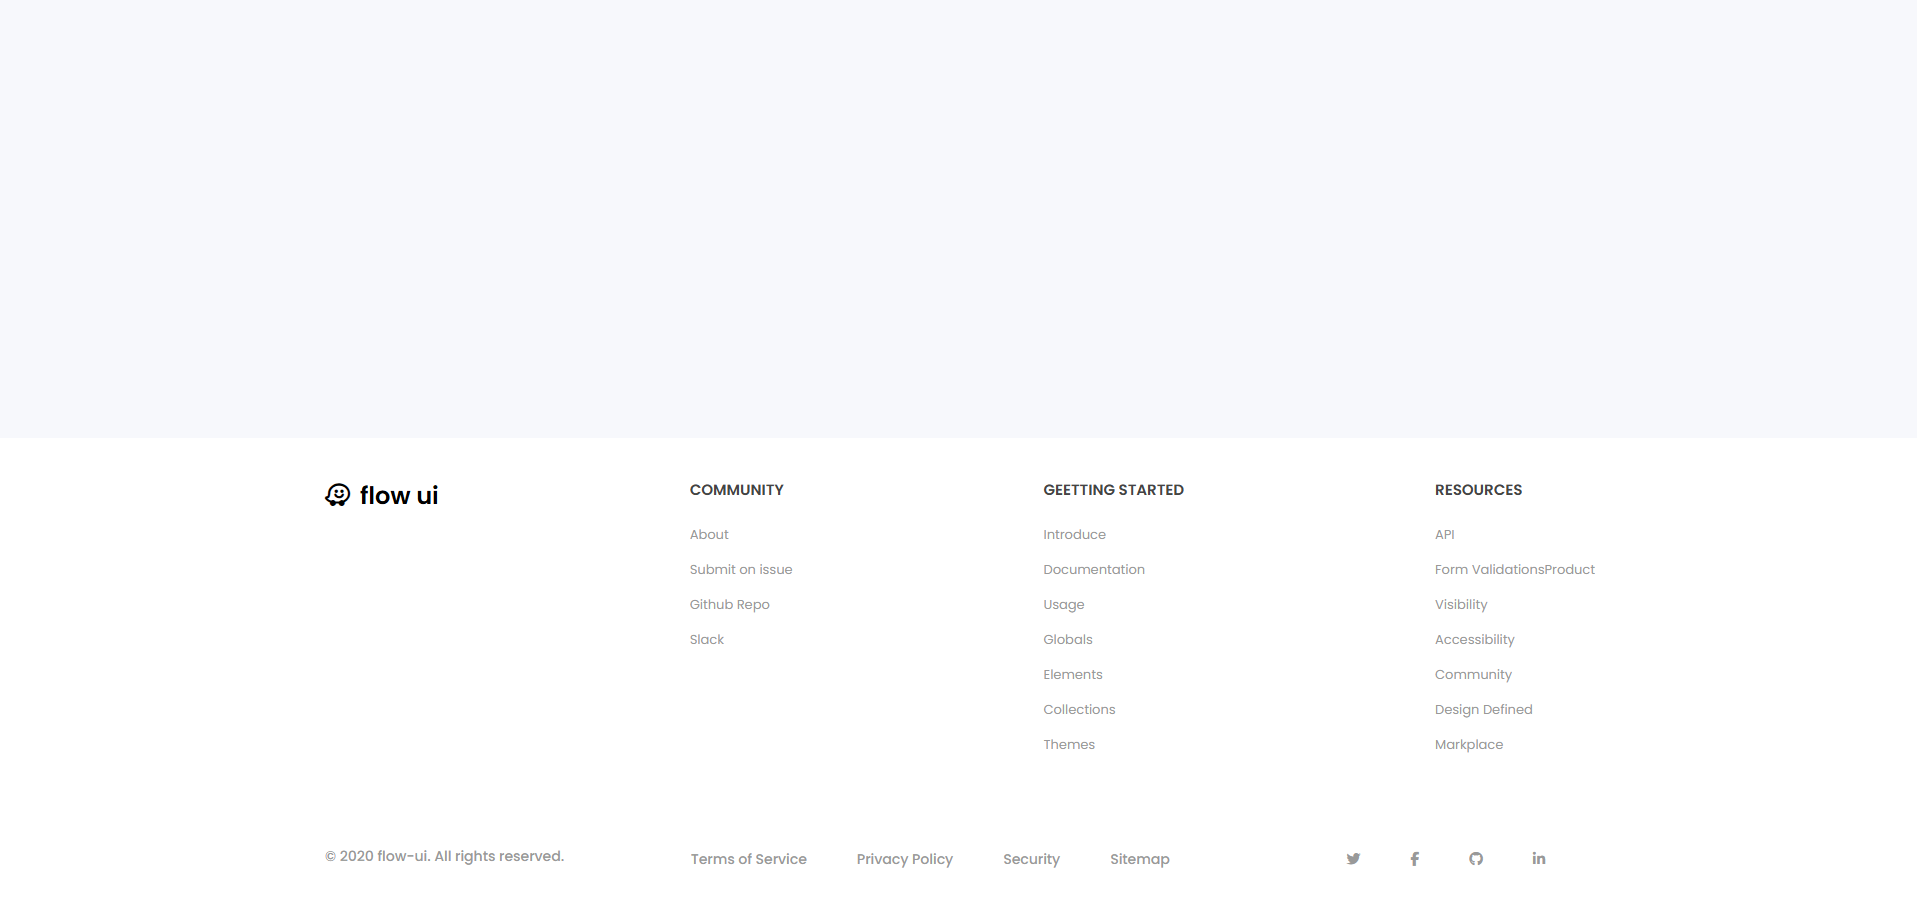 flow ui
COMMUNITY
About
Submit on issue
Github Repo
Slack
GEETTING STARTED
Introduce
Documentation
Usage
Globals
Elements
Collections
Themes
RESOURCES
API
Form ValidationsProduct
Visibility
Accessibility
Community
Design Defined
Markplace
© 2020 flow-ui. All rights reserved.
Terms of Service
Privacy Policy
Security
Sitemap